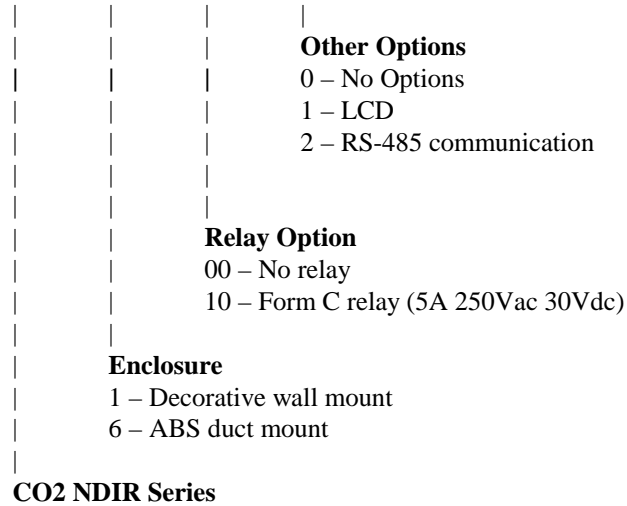 | | | |
| | | Other Options
| | | 0 – No Options
| | | 1 – LCD
| | | 2 – RS-485 communication
| | |
| | |
| | Relay Option
| | 00 – No relay
| | 10 – Form C relay (5A 250Vac 30Vdc)
| |
| Enclosure
| 1 – Decorative wall mount
| 6 – ABS duct mount
|
CO2 NDIR Series